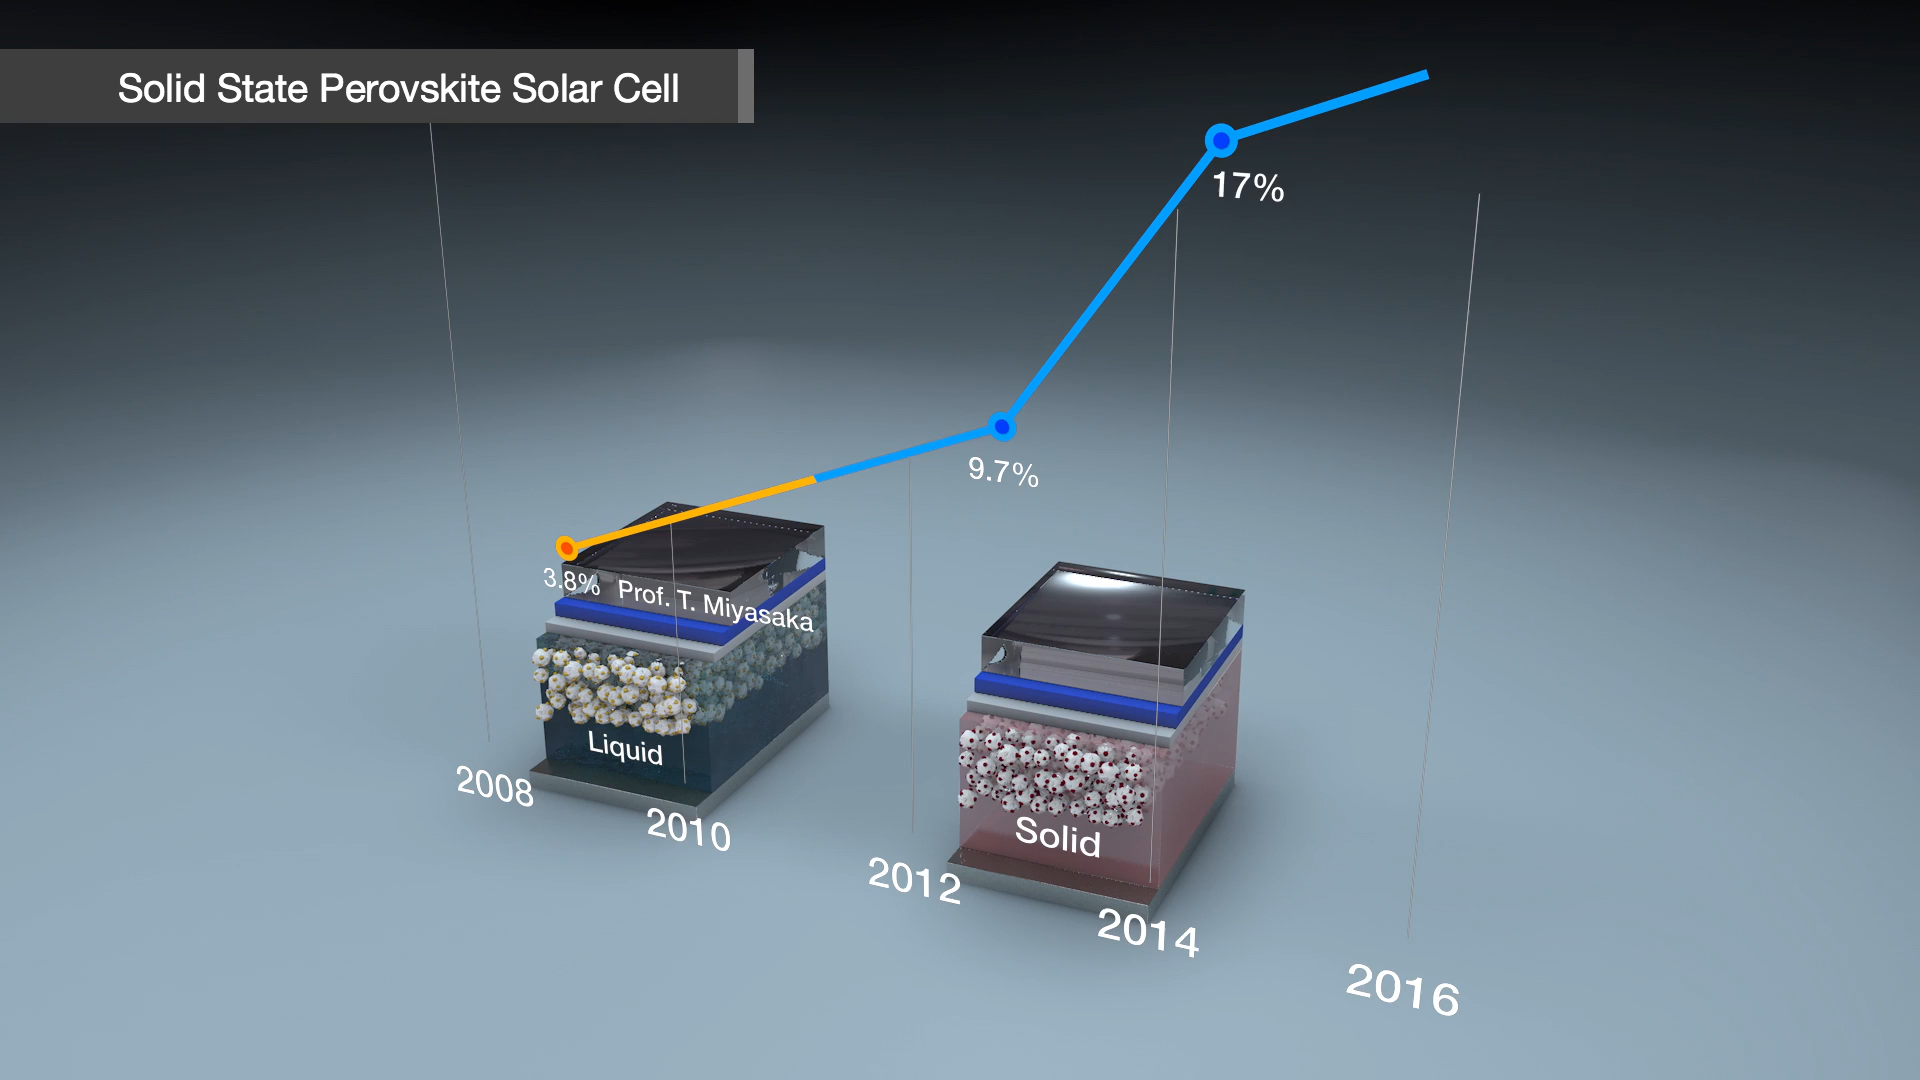 Solid State Perovskite Solar Cell
17%
9.7%
3.8% Prof. T. Miyasaka
Liquid
Solid
2008
2010
2012
2014
2016